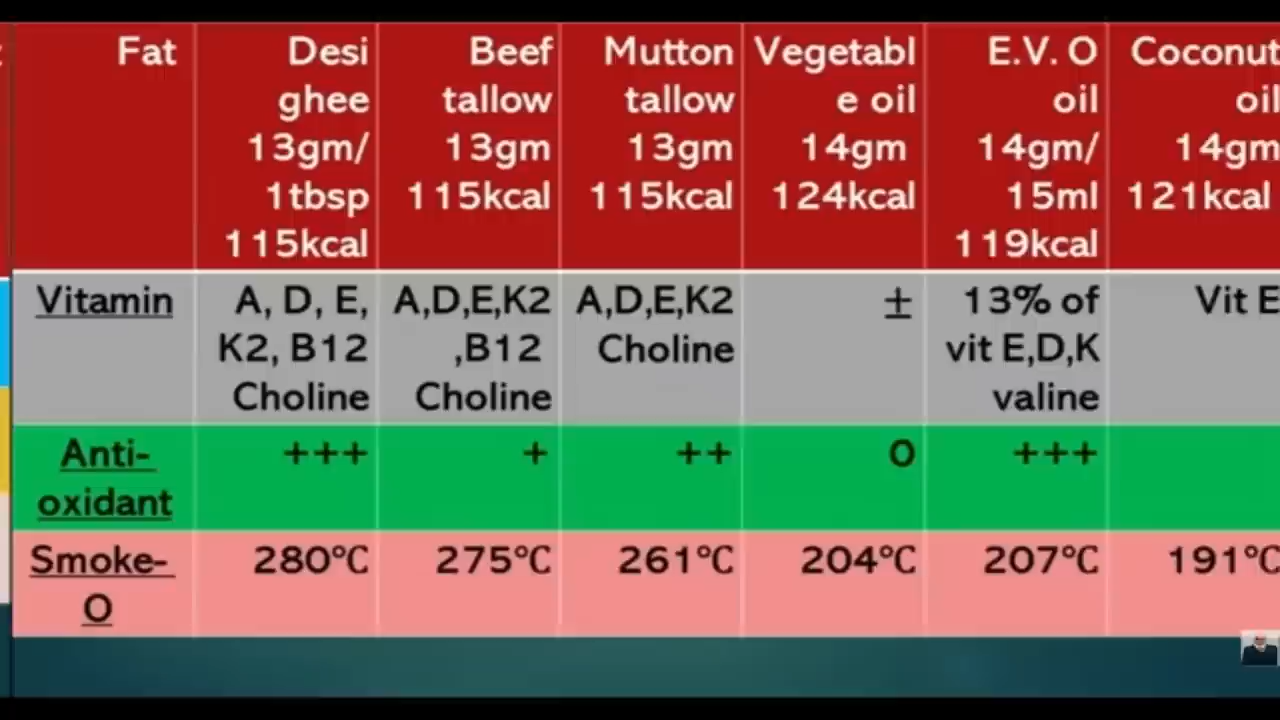 Fat
Desi
ghee
13gm/
1tbsp
115kcal
Beef
tallow
13gm
115kcal
Mutton
tallow
13gm
115kcal
Vegetabl
e oil
14gm
124kcal
E.V. O
oil
14gm/
15ml
119kcal
Coconut
oil
14gm
121kcal
Vitamin
A, D, E,
K2, B12
Choline
A,D,E,K2
,B12
Choline
A,D,E,K2
Choline
±
13% of
vit E,D,K
valine
Vit E
Anti-
oxidant
+++
+
++
0
+++
Smoke-
O
280°C
275°C
261°C
204°C
207°C
191°C